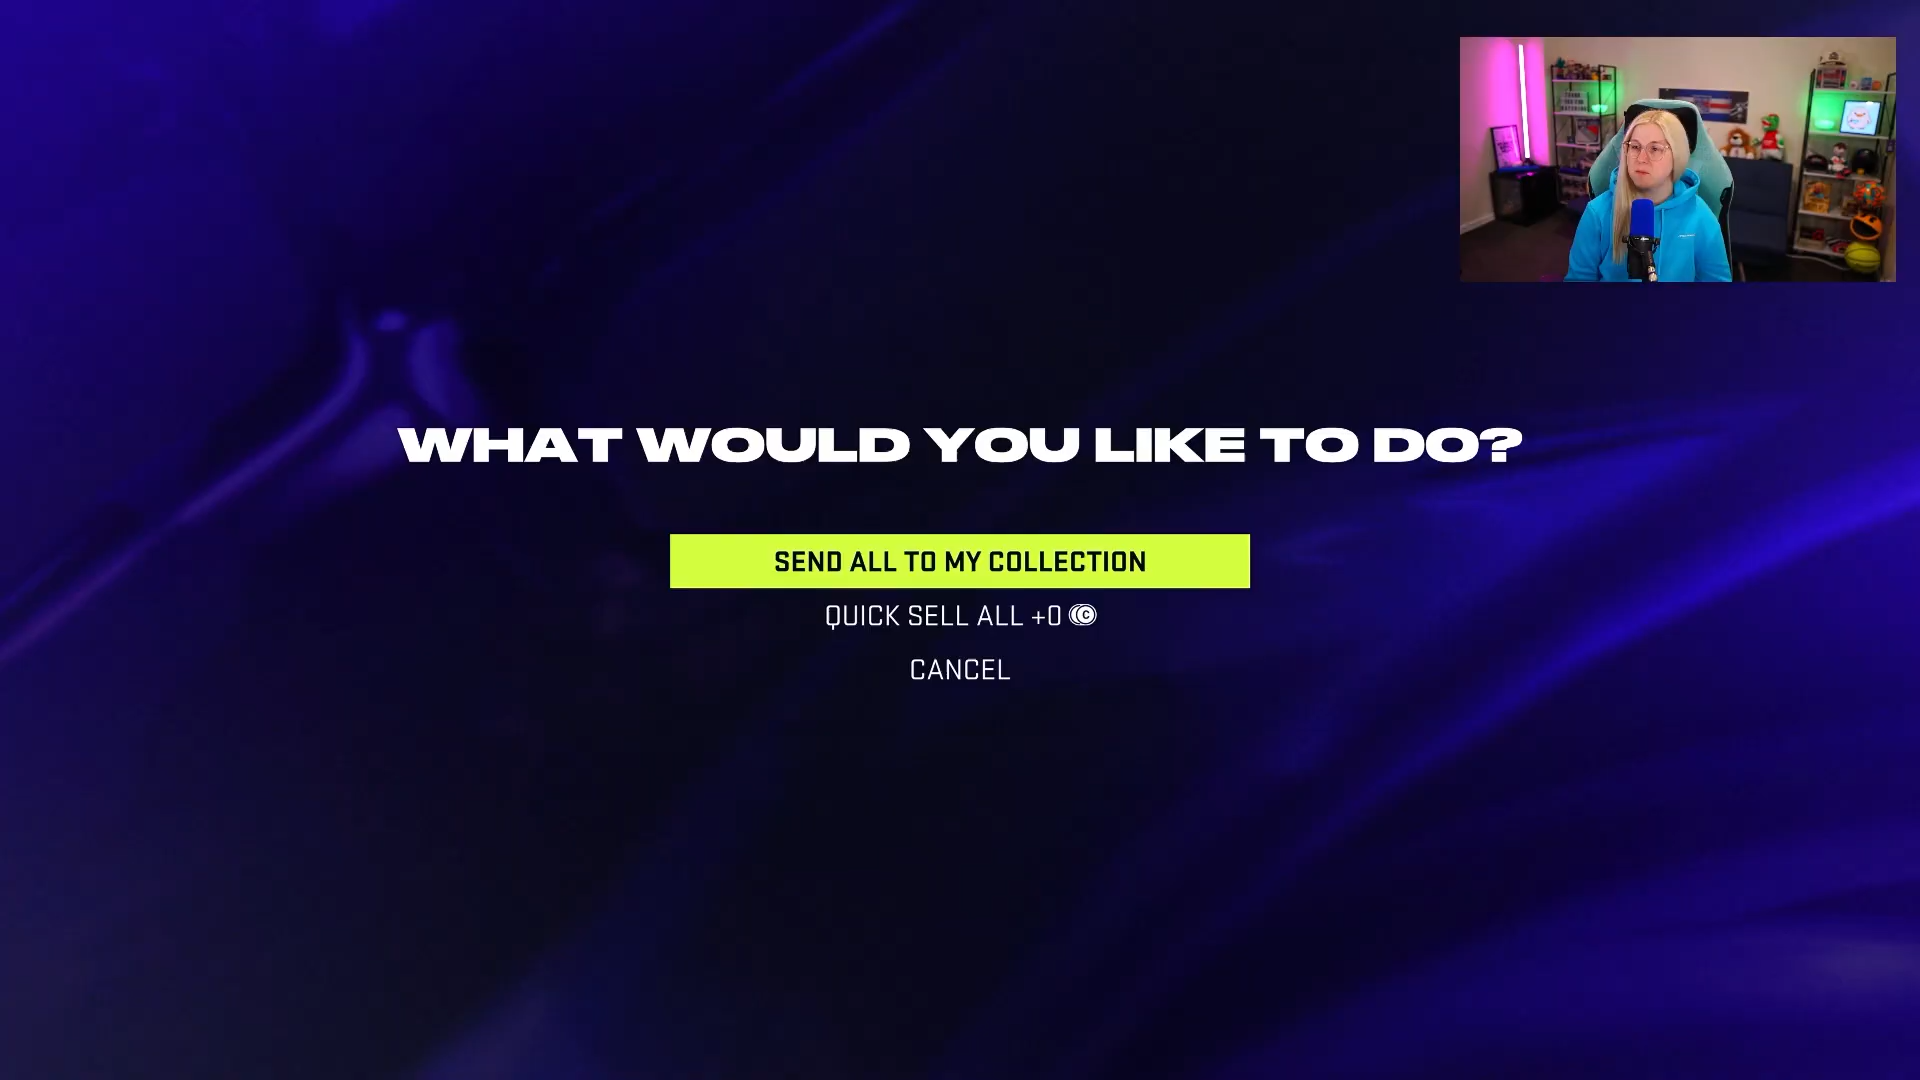 WHAT WOULD YOU LIKE TO DO?
SEND ALL TO MY COLLECTION
QUICK SELL ALL +0
CANCEL